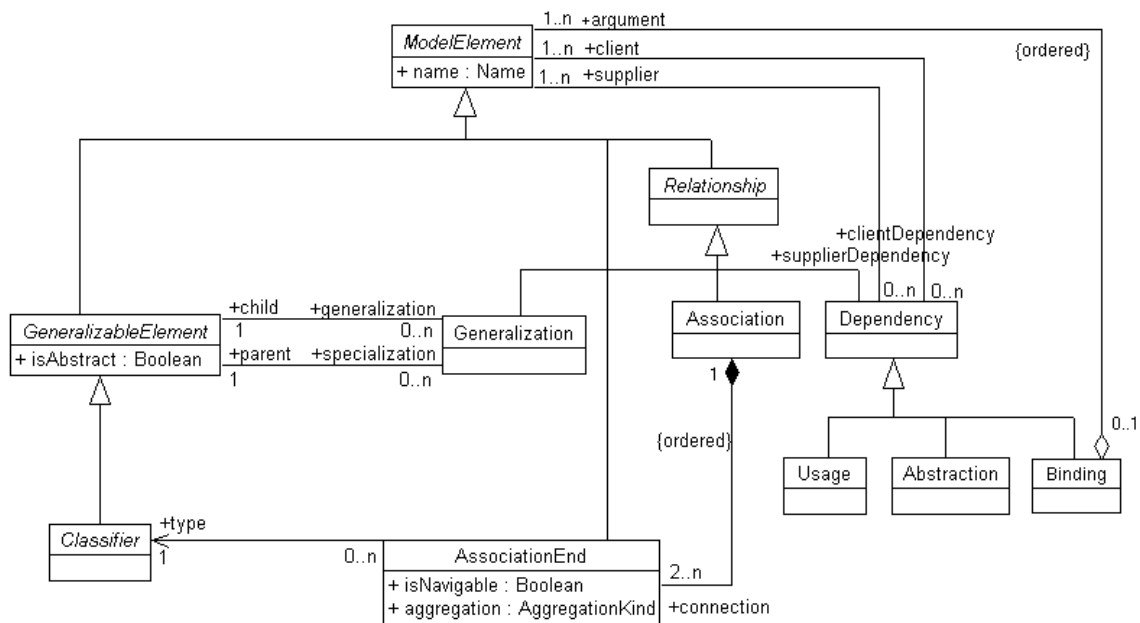 1..n +argument
ModelElement
1..n +client
{ordered}
+ name : Name
1..n +supplier
Relationship
+clientDependency
+supplierDependency
0..n 0..n
+child +generalization
GeneralizableElement
1 0..n
Generalization
Association
Dependency
+ isAbstract : Boolean
+parent +specialization
1 0..n
1
0..1
{ordered}
Usage
Abstraction
Binding
+type
Classifier
1
0..n
AssociationEnd
2..n
+ isNavigable : Boolean
+ aggregation : AggregationKind
+connection